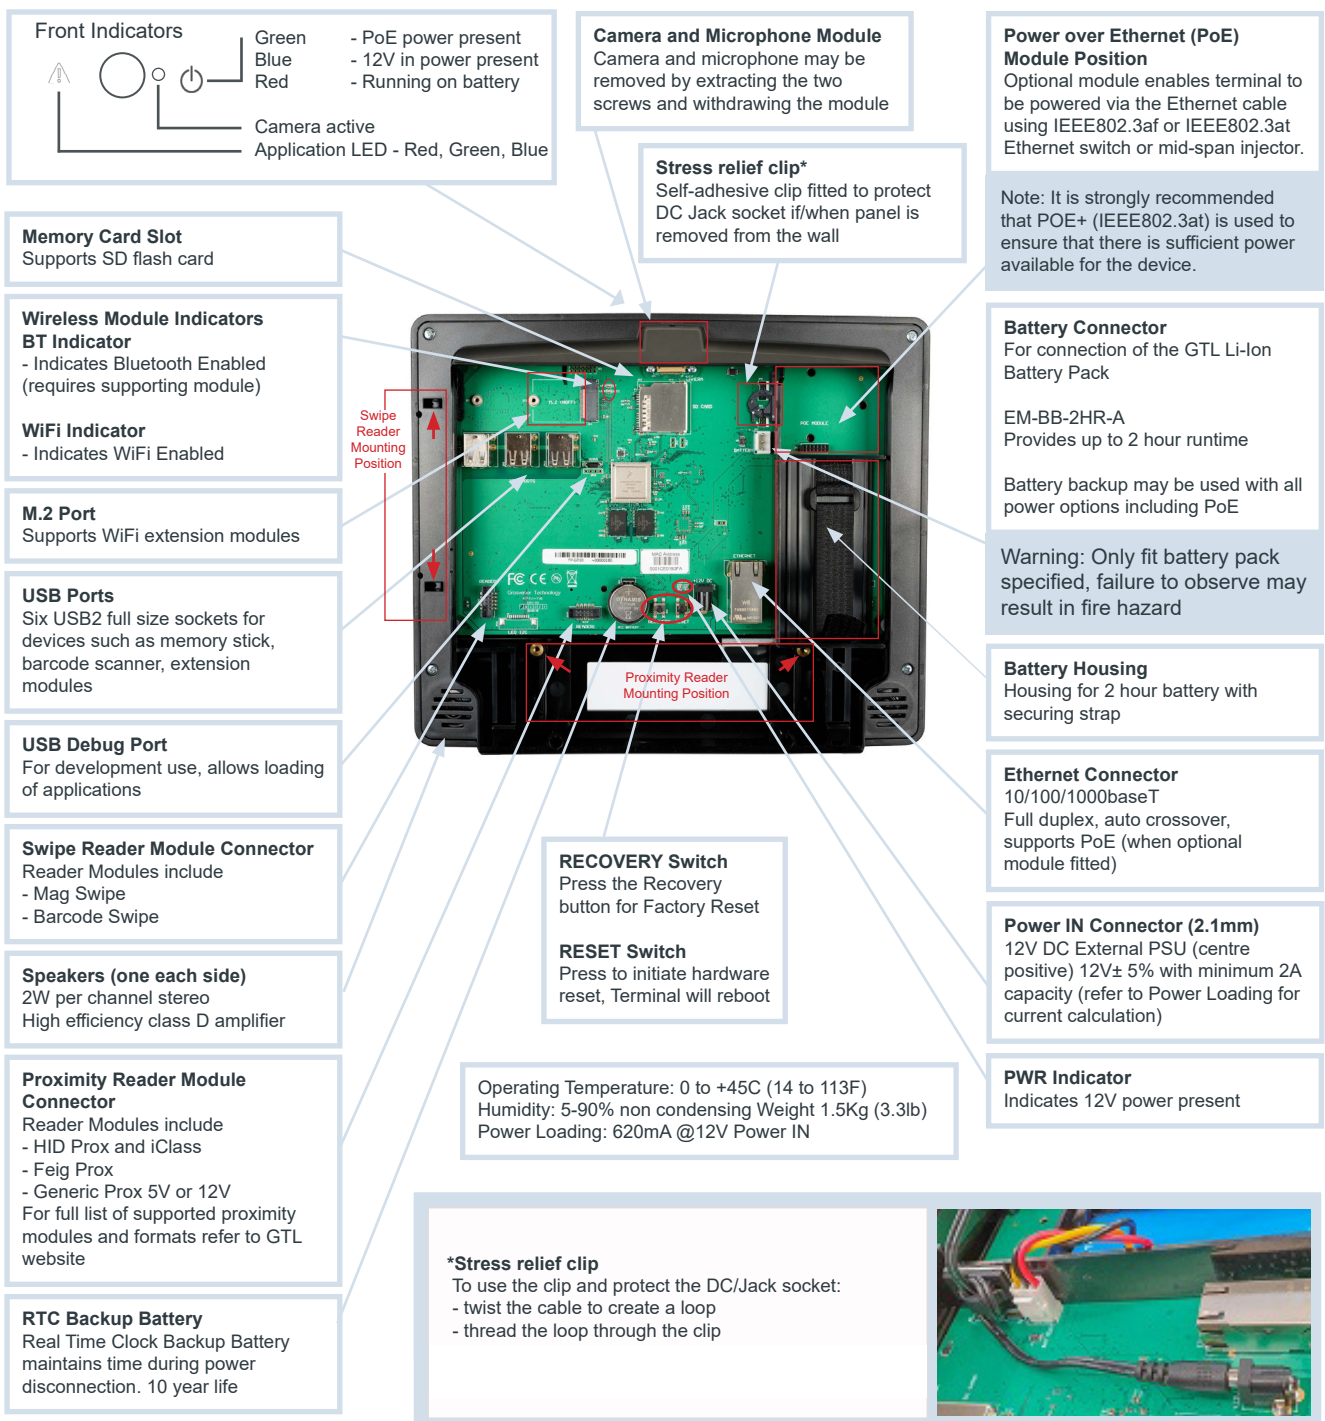 Front Indicators
Green - PoE power present
Blue - 12V in power present
Red - Running on battery
Camera active
Application LED - Red, Green, Blue
Camera and Microphone Module
Camera and microphone may be
removed by extracting the two
screws and withdrawing the module
Stress relief clip*
Self-adhesive clip fitted to protect
DC Jack socket if/when panel is
removed from the wall
Power over Ethernet (PoE)
Module Position
Optional module enables terminal to
be powered via the Ethernet cable
using IEEE802.3af or IEEE802.3at
Ethernet switch or mid-span injector.
Note: It is strongly recommended
that POE+ (IEEE802.3at) is used to
ensure that there is sufficient power
available for the device.
Memory Card Slot
Supports SD flash card
Wireless Module Indicators
BT Indicator
- Indicates Bluetooth Enabled
(requires supporting module)
WiFi Indicator
- Indicates WiFi Enabled
M.2 Port
Supports WiFi extension modules
USB Ports
Six USB2 full size sockets for
devices such as memory stick,
barcode scanner, extension
modules
USB Debug Port
For development use, allows loading
of applications
Swipe Reader Module Connector
Reader Modules include
- Mag Swipe
- Barcode Swipe
Speakers (one each side)
2W per channel stereo
High efficiency class D amplifier
Proximity Reader Module
Connector
Reader Modules include
- HID Prox and iClass
- Feig Prox
- Generic Prox 5V or 12V
For full list of supported proximity
modules and formats refer to GTL
website
RTC Backup Battery
Real Time Clock Backup Battery
maintains time during power
disconnection. 10 year life
Swipe
Reader
Mounting
Position
SD CARD
POE MODULE
BATTERY
ETHERNET
MAC Address
+12V DC
READER
FC CE
Grosvenor Technology
READER
Proximity Reader
Mounting Position
Battery Connector
For connection of the GTL Li-Ion
Battery Pack
EM-BB-2HR-A
Provides up to 2 hour runtime
Battery backup may be used with all
power options including PoE
Warning: Only fit battery pack
specified, failure to observe may
result in fire hazard
Battery Housing
Housing for 2 hour battery with
securing strap
Ethernet Connector
10/100/1000baseT
Full duplex, auto crossover,
supports PoE (when optional
module fitted)
Power IN Connector (2.1mm)
12V DC External PSU (centre
positive) 12V± 5% with minimum 2A
capacity (refer to Power Loading for
current calculation)
PWR Indicator
Indicates 12V power present
RECOVERY Switch
Press the Recovery
button for Factory Reset
RESET Switch
Press to initiate hardware
reset, Terminal will reboot
Operating Temperature: 0 to +45C (14 to 113F)
Humidity: 5-90% non condensing Weight 1.5Kg (3.3lb)
Power Loading: 620mA @12V Power IN
*Stress relief clip
To use the clip and protect the DC/Jack socket:
- twist the cable to create a loop
- thread the loop through the clip